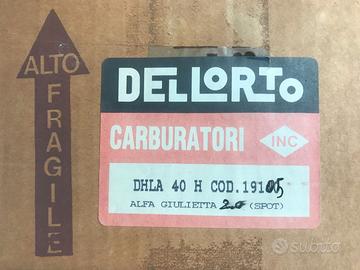 ALTO
FRAGILE
DELLORTO
CARBURATORI INC
DHLA 40 H COD.19105
ALFA GIULIETTA 2.0 (SPOT)
subito